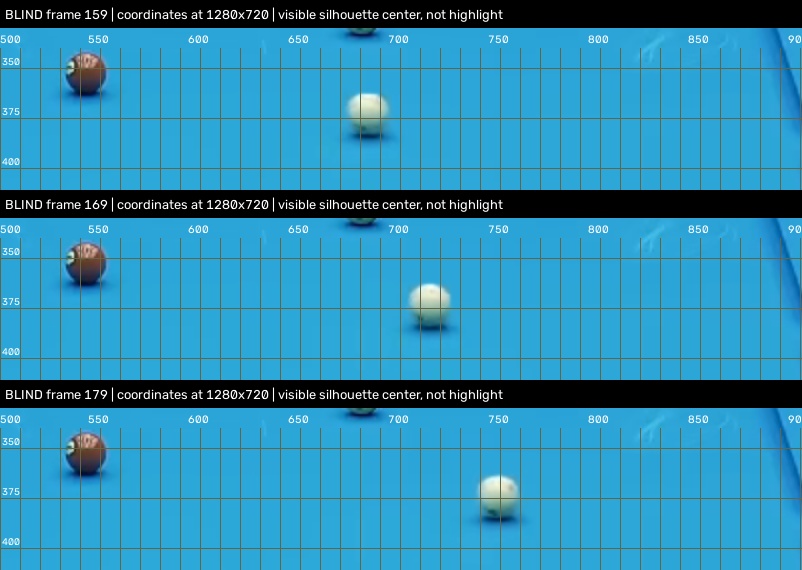 BLIND frame 159 | coordinates at 1280x720 | visible silhouette center, not highlight
500 550 600 650 700 750 800 850 90
350
375
400
BLIND frame 169 | coordinates at 1280x720 | visible silhouette center, not highlight
500 550 600 650 700 750 800 850 90
350
375
400
BLIND frame 179 | coordinates at 1280x720 | visible silhouette center, not highlight
500 550 600 650 700 750 800 850 90
350
375
400